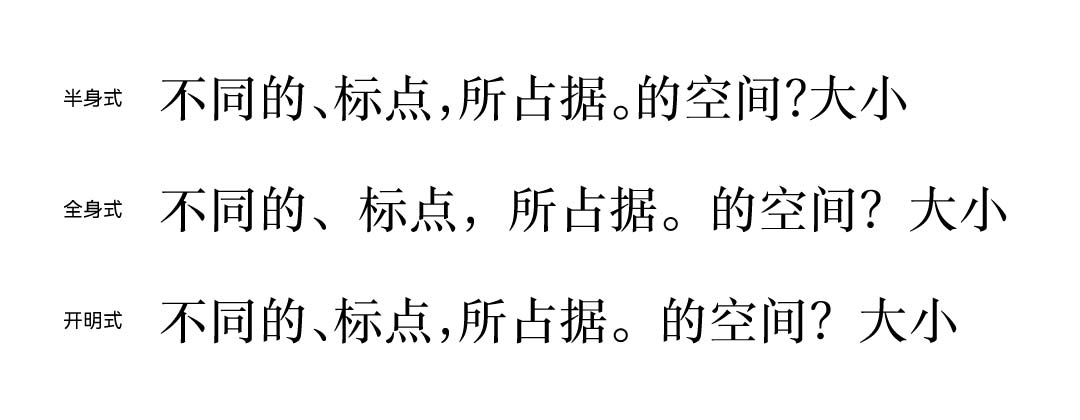 半身式 不同的、标点，所占据。的空间？大小
全身式 不同的、标点，所占据。的空间？大小
开明式 不同的、标点，所占据。的空间？大小